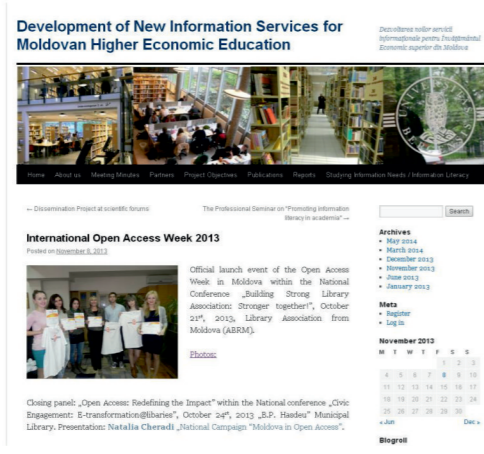 Development of New Information Services for
Moldovan Higher Economic Education
Dezvoltarea noilor servicii
informaționale pentru Învățământul
Economic superior din Moldova
Home About us Meeting Minutes Partners Project Objectives Publications Reports Studying Information Needs / Information Literacy
← Dissemination Project at scientific forums
The Professional Seminar on "Promoting information
literacy in academia" →
International Open Access Week 2013
Posted on November 8, 2013
Official launch event of the Open Access
Week in Moldova within the National
Conference „Building Strong Library
Association: Stronger together!", October
21st, 2013, Library Association from
Moldova (ABRM).
Photos:
Closing panel: „Open Access: Redefining the Impact" within the National conference „Civic
Engagement: E-transformation@libaries", October 24th, 2013 „B.P. Hasdeu" Municipal
Library. Presentation: Natalia Cheradi „National Campaign "Moldova in Open Access".
Search
Archives
• May 2014
• March 2014
• December 2013
• November 2013
• June 2013
• January 2013
Meta
• Register
• Log in
November 2013
M T W T F S S
1 2 3
4 5 6 7 8 9 10
11 12 13 14 15 16 17
18 19 20 21 22 23 24
25 26 27 28 29 30
« Jun Dec »
Blogroll